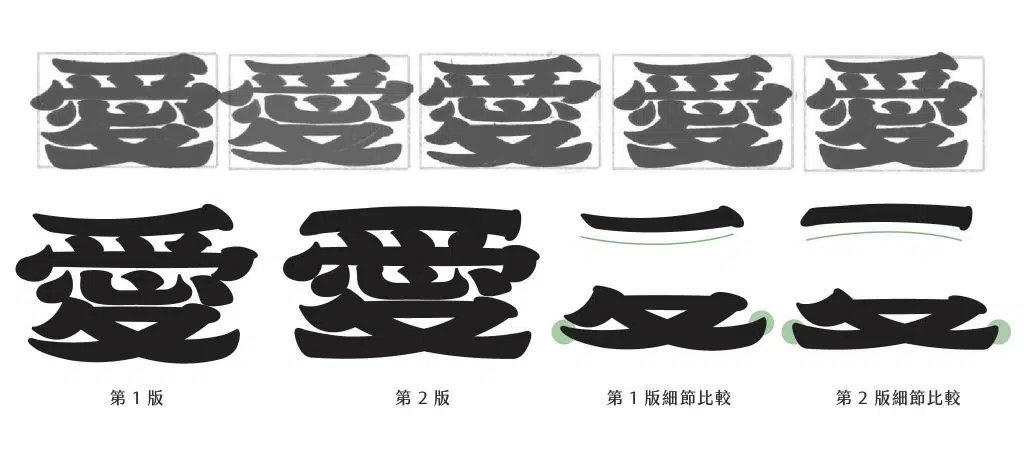 愛 愛 愛 愛 愛
愛 愛
第 1 版 第 2 版 第 1 版細節比較 第 2 版細節比較